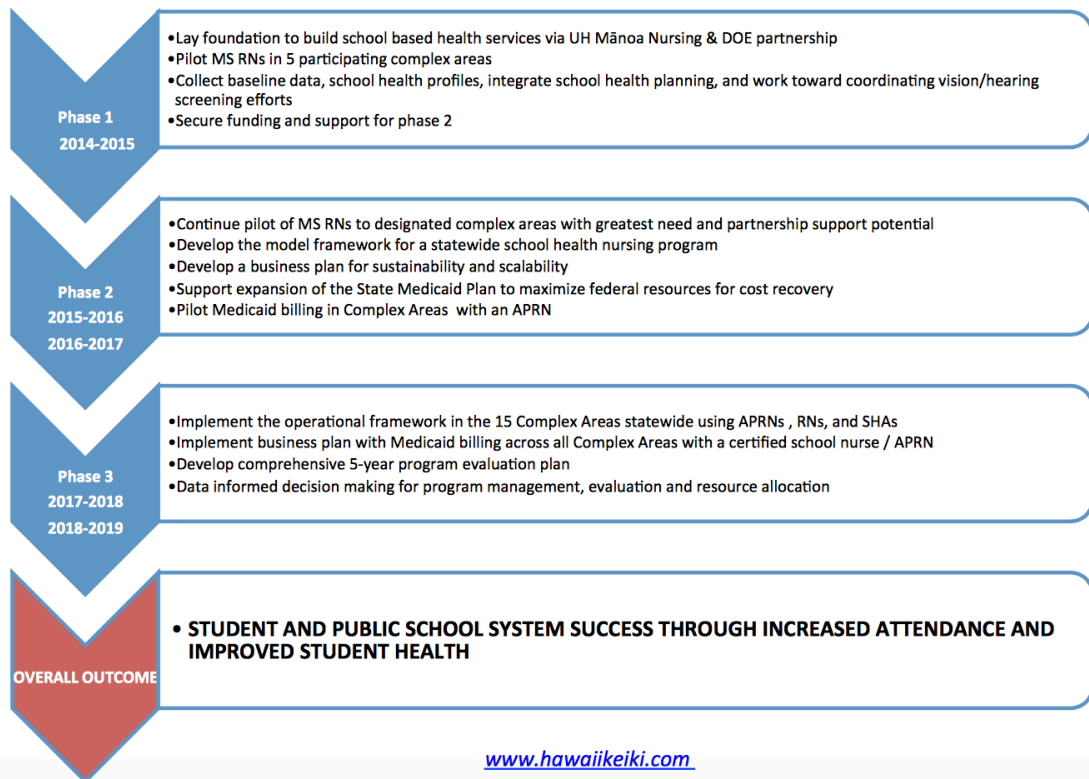 •Lay foundation to build school based health services via UH Mānoa Nursing & DOE partnership
•Pilot MS RNs in 5 participating complex areas
•Collect baseline data, school health profiles, integrate school health planning, and work toward coordinating vision/hearing
screening efforts
•Secure funding and support for phase 2
Phase 1
2014-2015
•Continue pilot of MS RNs to designated complex areas with greatest need and partnership support potential
•Develop the model framework for a statewide school health nursing program
•Develop a business plan for sustainability and scalability
•Support expansion of the State Medicaid Plan to maximize federal resources for cost recovery
•Pilot Medicaid billing in Complex Areas with an APRN
Phase 2
2015-2016
2016-2017
•Implement the operational framework in the 15 Complex Areas statewide using APRNs , RNs, and SHAs
•Implement business plan with Medicaid billing across all Complex Areas with a certified school nurse / APRN
•Develop comprehensive 5-year program evaluation plan
•Data informed decision making for program management, evaluation and resource allocation
Phase 3
2017-2018
2018-2019
• STUDENT AND PUBLIC SCHOOL SYSTEM SUCCESS THROUGH INCREASED ATTENDANCE AND
IMPROVED STUDENT HEALTH
OVERALL OUTCOME
www.hawaiikeiki.com